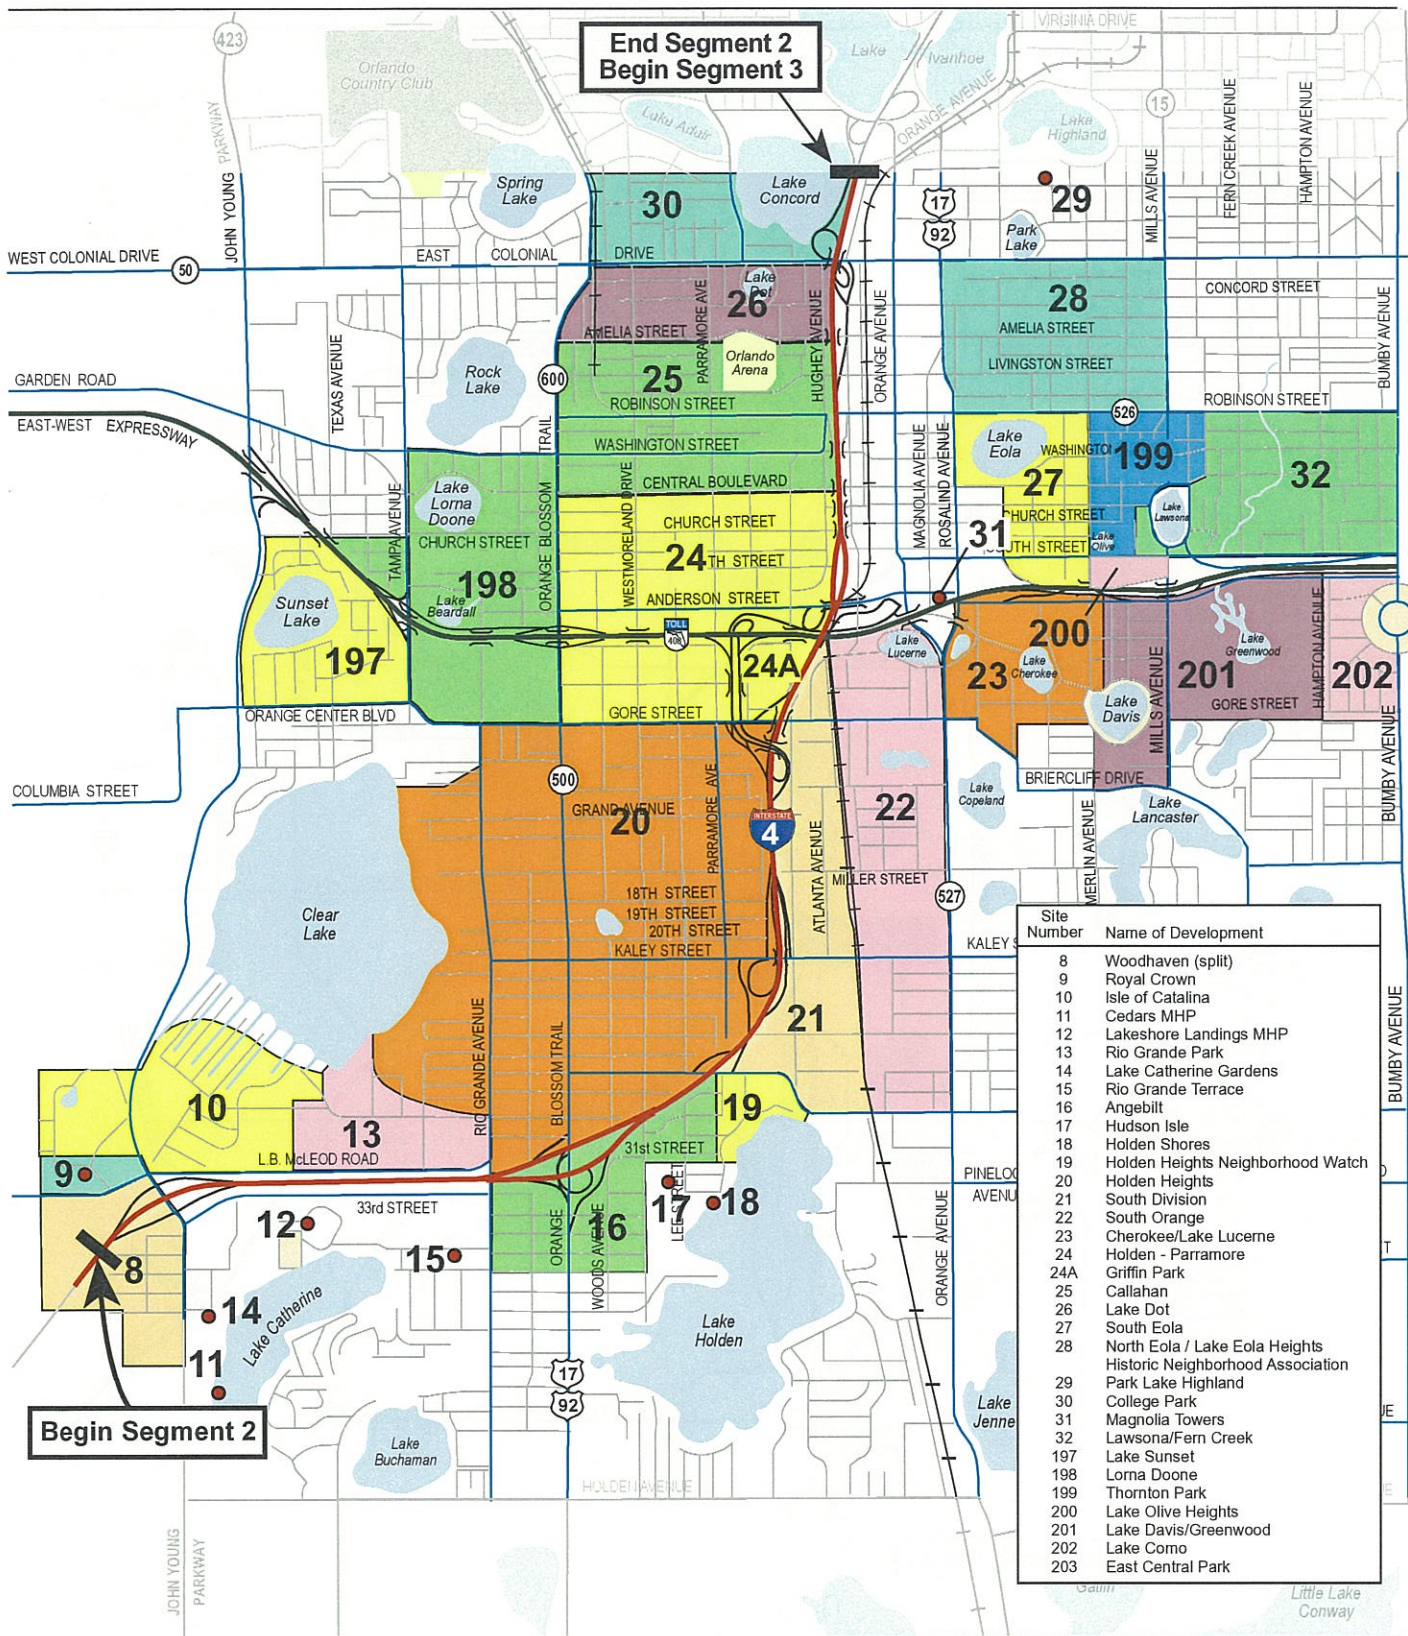 End Segment 2
Begin Segment 3
VIRGINIA DRIVE
423
Orlando
Country Club
Lake
Ivanhoe
ORANGE AVENUE
15
Lake
Highland
Lake Adair
JOHN YOUNG PARKWAY
Spring
Lake
30
Lake
Concord
17
92
29
Park
Lake
MILLS AVENUE
FERN CREEK AVENUE
HAMPTON AVENUE
WEST COLONIAL DRIVE
50
EAST COLONIAL DRIVE
Lake
Dot
26
28
CONCORD STREET
AMELIA STREET
AMELIA STREET
PARRAMORE AVE
HUGHEY AVENUE
ORANGE AVENUE
BUMBY AVENUE
TEXAS AVENUE
Rock
Lake
600
25
Orlando
Arena
LIVINGSTON STREET
GARDEN ROAD
ROBINSON STREET
ROBINSON STREET
526
EAST-WEST EXPRESSWAY
WASHINGTON STREET
Lake
Eola
WASHINGTO
199
27
32
CENTRAL BOULEVARD
Lake
Lorna
Doone
TAMPA AVENUE
ORANGE BLOSSOM TRAIL
WESTMORELAND DRIVE
MAGNOLIA AVENUE
ROSALIND AVENUE
CHURCH STREET
CHURCH STREET
CHURCH STREET
Lake
Lawsona
31
OUTH STREET
Lake
Olive
198
24
TH STREET
ANDERSON STREET
Lake
Beardall
Sunset
Lake
197
TOLL
408
24A
Lake
Lucerne
23
200
Lake
Cherokee
201
Lake
Greenwood
HAMPTON AVENUE
202
Lake
Davis
MILLS AVENUE
GORE STREET
GORE STREET
ORANGE CENTER BLVD
BRIERCLIFF DRIVE
BUMBY AVENUE
COLUMBIA STREET
500
GRAND AVENUE
20
PARRAMORE AVE
INTERSTATE
4
22
Lake
Copeland
Lake
Lancaster
ATLANTA AVENUE
MERLIN AVENUE
MILLER STREET
18TH STREET
19TH STREET
20TH STREET
KALEY STREET
527
KALEY S
Clear
Lake
21
RIO GRANDE AVENUE
BLOSSOM TRAIL
ORANGE
10
13
19
L.B. McLEOD ROAD
31st STREET
9
33rd STREET
12
15
16
17
18
LEE STREET
WOODS AVENUE
PINELOC
AVENU
ORANGE AVENUE
BUMBY AVENUE
8
14
11
Lake Catherine
Lake
Holden
Begin Segment 2
Lake
Buchaman
17
92
Lake
Jenne
HOLDEN AVENUE
JOHN YOUNG
PARKWAY
Gatlin
Little Lake
Conway
Site
Number Name of Development
8 Woodhaven (split)
9 Royal Crown
10 Isle of Catalina
11 Cedars MHP
12 Lakeshore Landings MHP
13 Rio Grande Park
14 Lake Catherine Gardens
15 Rio Grande Terrace
16 Angebilt
17 Hudson Isle
18 Holden Shores
19 Holden Heights Neighborhood Watch
20 Holden Heights
21 South Division
22 South Orange
23 Cherokee/Lake Lucerne
24 Holden - Parramore
24A Griffin Park
25 Callahan
26 Lake Dot
27 South Eola
28 North Eola / Lake Eola Heights
Historic Neighborhood Association
29 Park Lake Highland
30 College Park
31 Magnolia Towers
32 Lawsona/Fern Creek
197 Lake Sunset
198 Lorna Doone
199 Thornton Park
200 Lake Olive Heights
201 Lake Davis/Greenwood
202 Lake Como
203 East Central Park